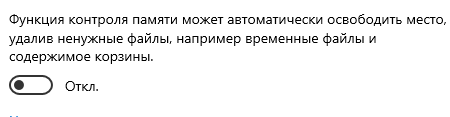 Функция контроля памяти может автоматически освободить место,
удалив ненужные файлы, например временные файлы и
содержимое корзины.
Откл.